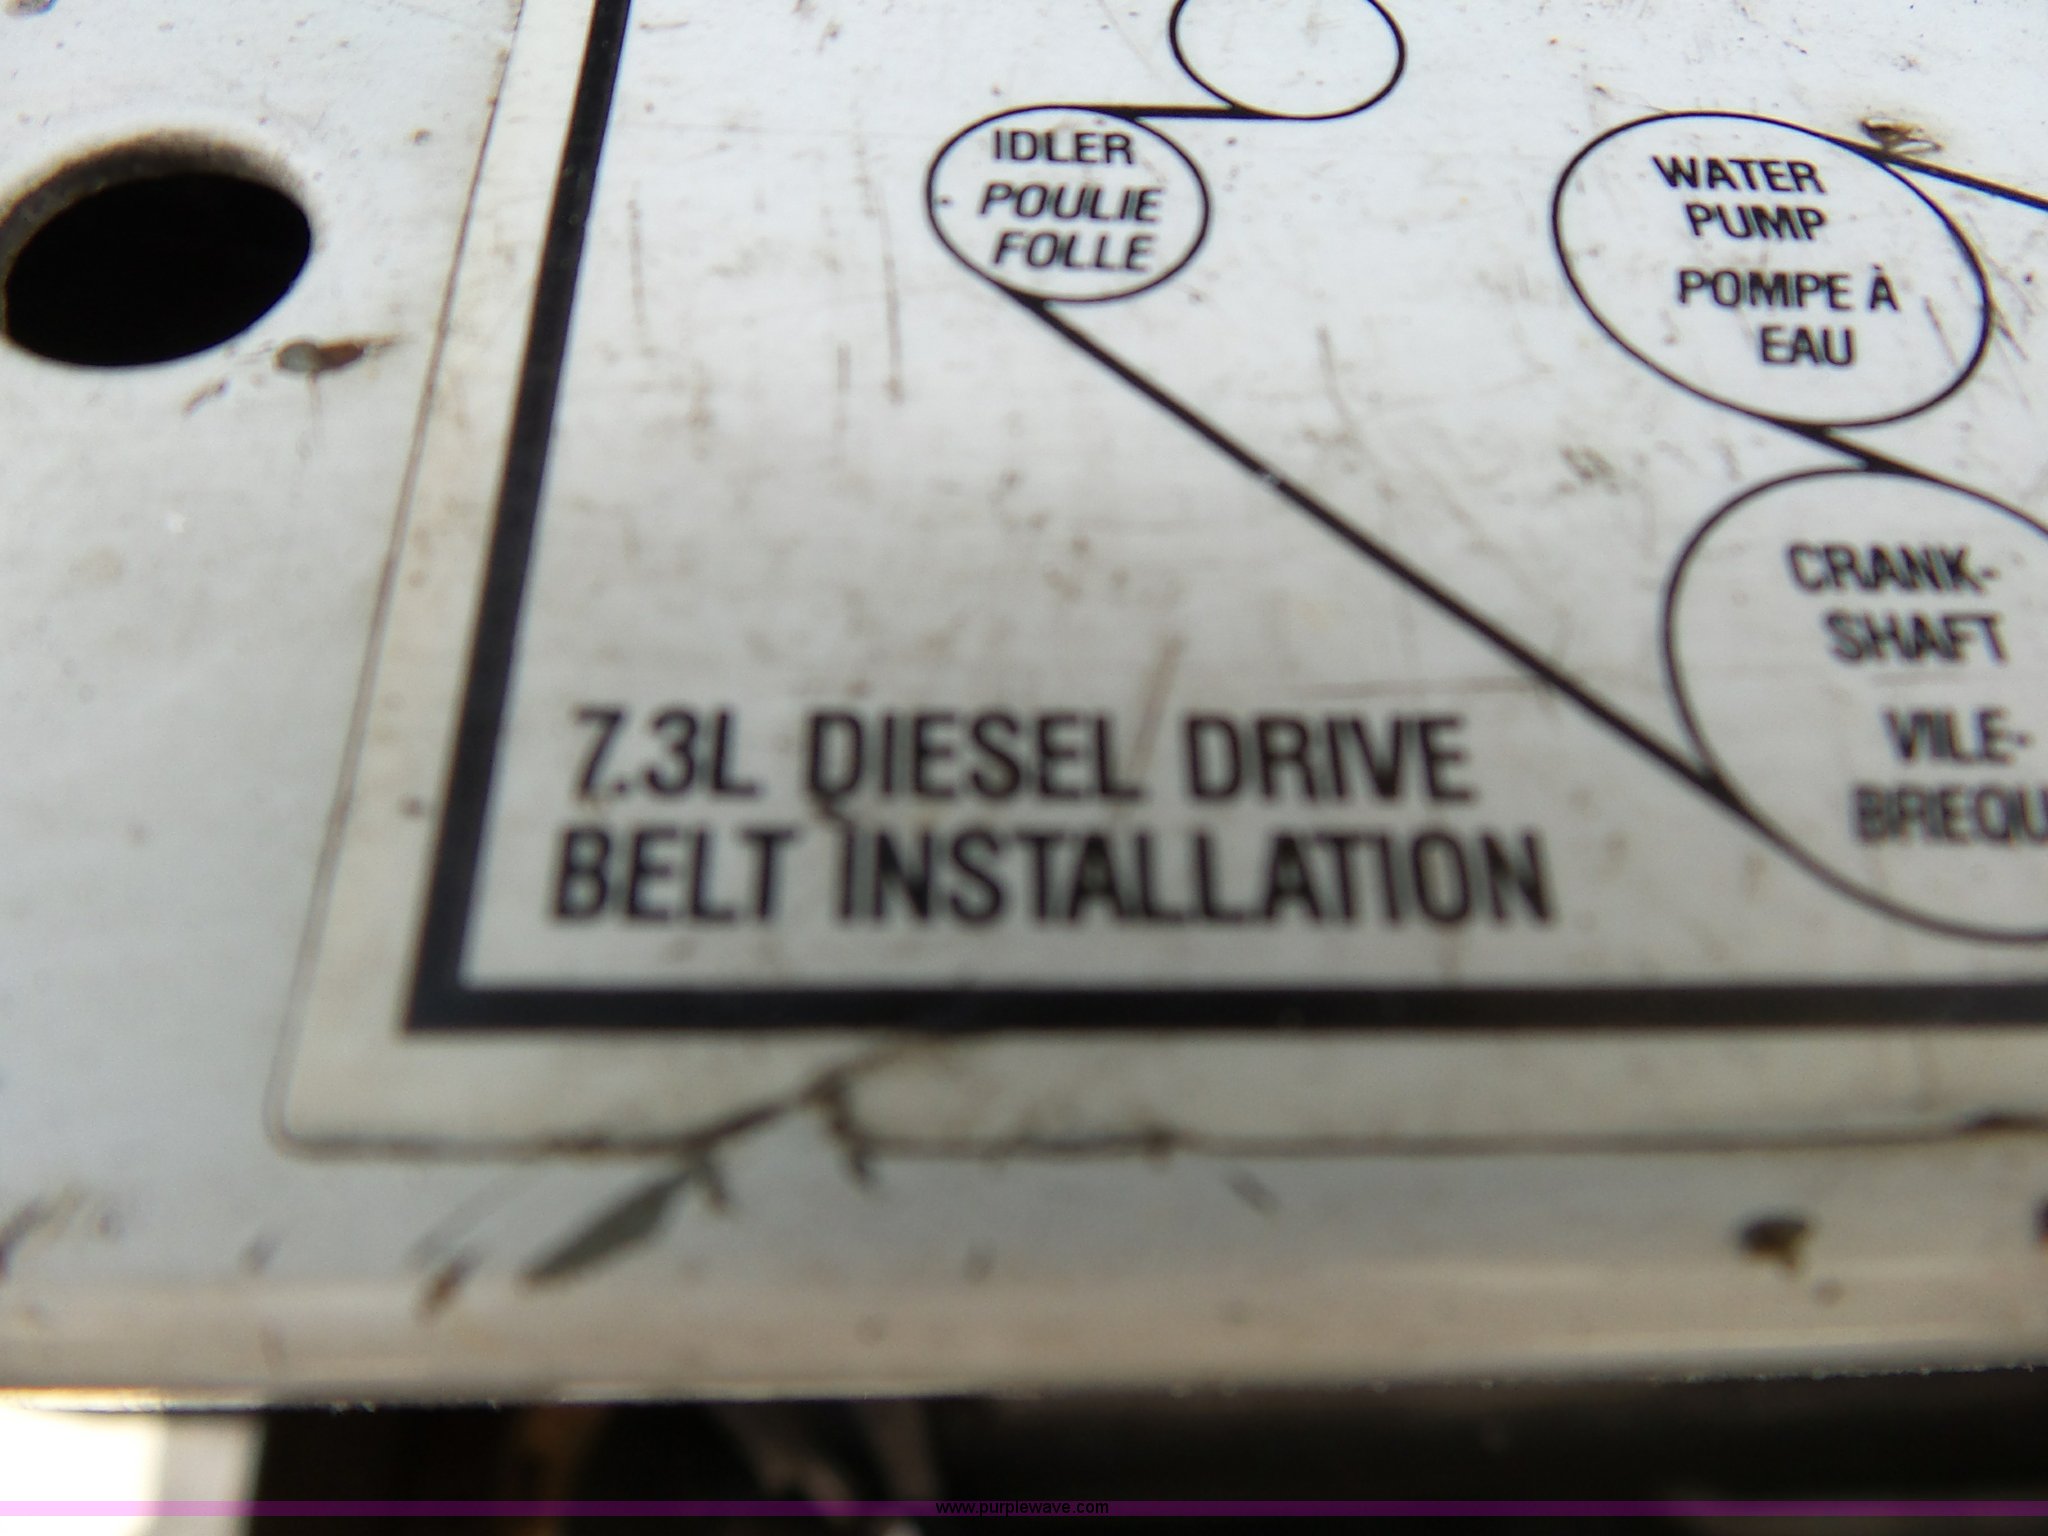 IDLER
POULIE
FOLLE
WATER
PUMP
POMPE À
EAU
CRANK-
SHAFT
VILE-
BREQU
7.3L DIESEL DRIVE
BELT INSTALLATION
www.purplewave.com